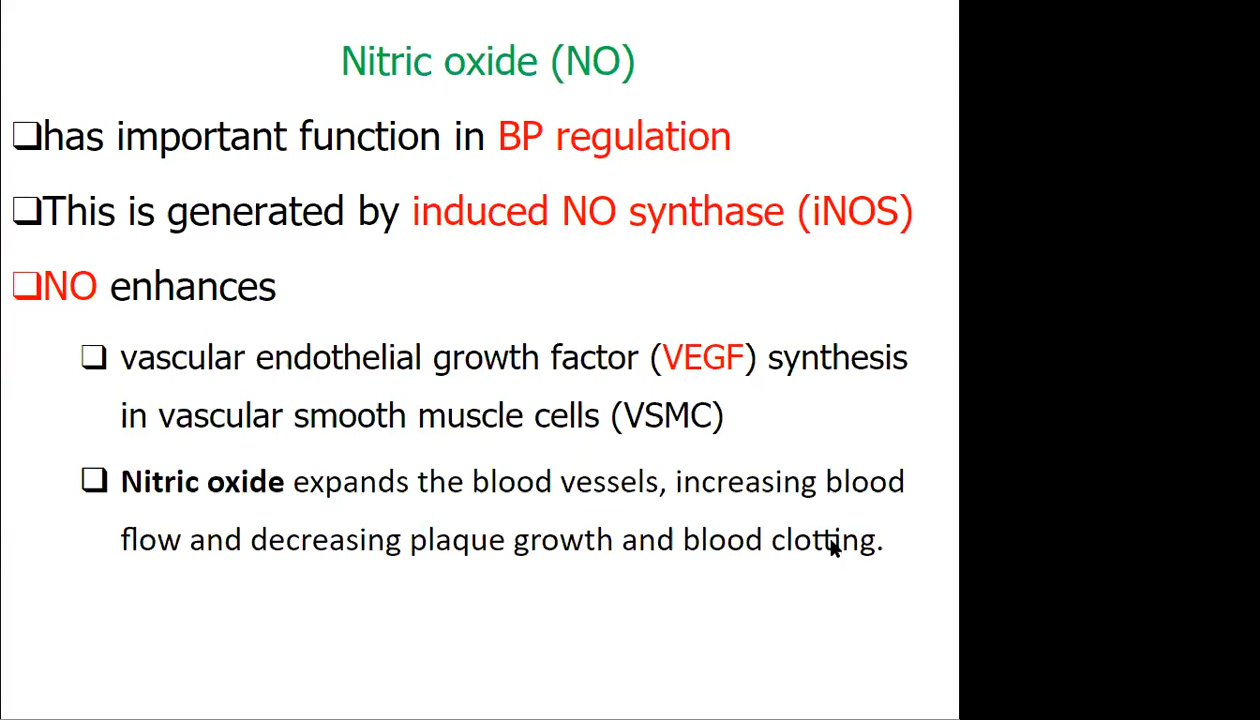 Nitric oxide (NO)
❑has important function in BP regulation
❑This is generated by induced NO synthase (iNOS)
❑NO enhances
❑ vascular endothelial growth factor (VEGF) synthesis
in vascular smooth muscle cells (VSMC)
❑ Nitric oxide expands the blood vessels, increasing blood
flow and decreasing plaque growth and blood clotting.